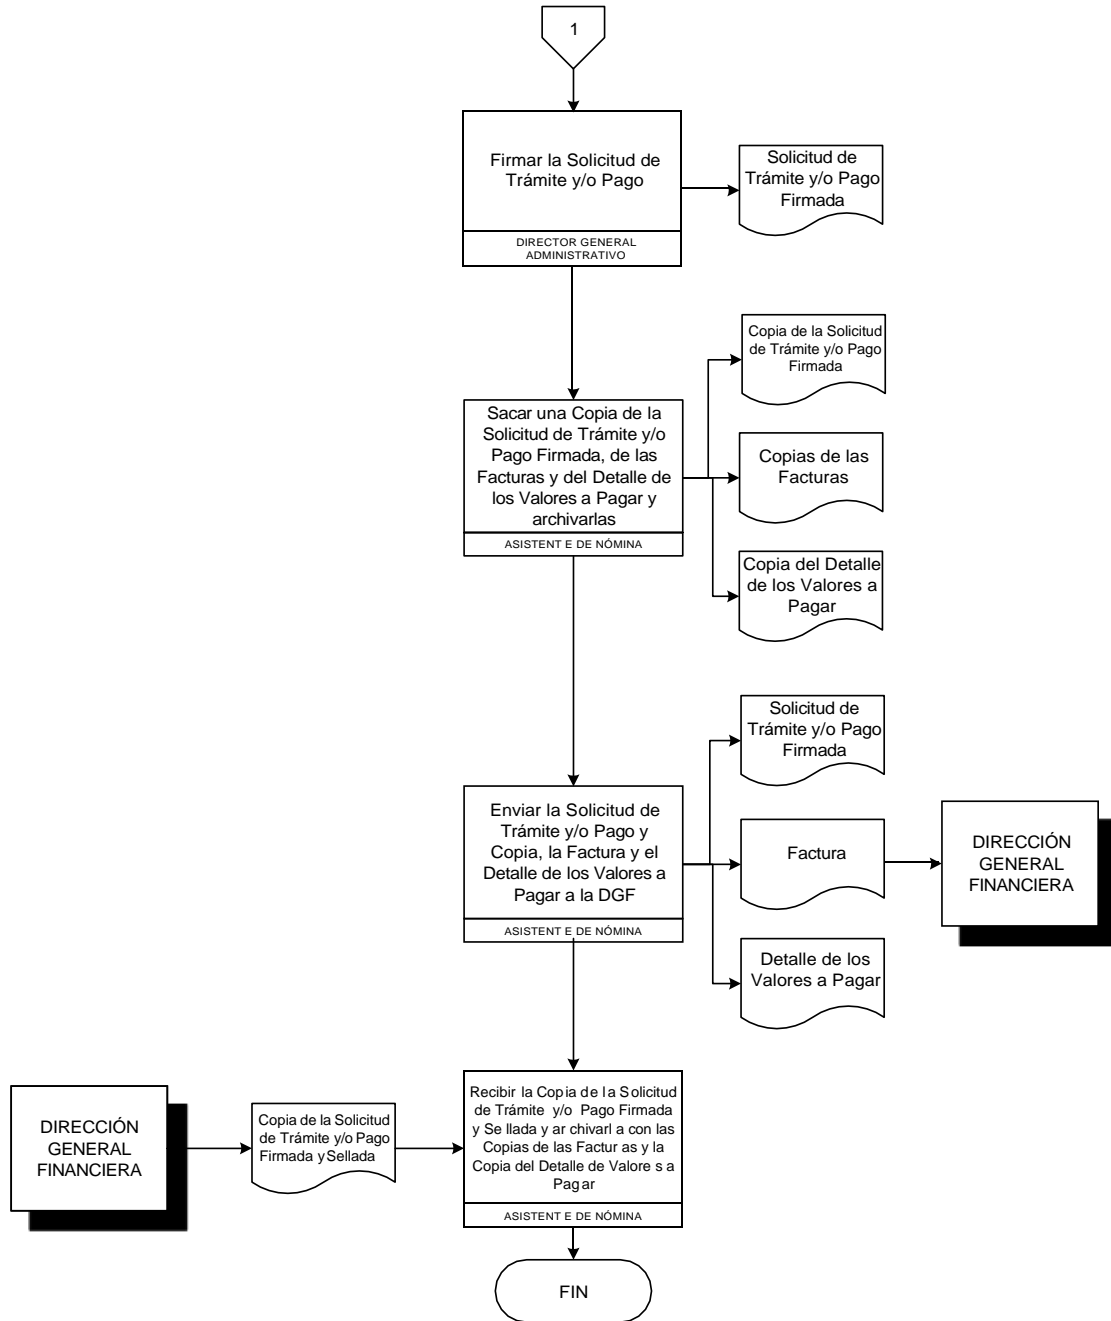 1
Firmar la Solicitud de
Trámite y/o Pago
DIRECTOR GENERAL
ADMINISTRATIVO
Solicitud de
Trámite y/o Pago
Firmada
Copia de la Solicitud
de Trámite y/o Pago
Firmada
Sacar una Copia de la
Solicitud de Trámite y/o
Pago Firmada, de las
Facturas y del Detalle de
los Valores a Pagar y
archivarlas
ASISTENT E DE NÓMINA
Copias de las
Facturas
Copia del Detalle
de los Valores a
Pagar
Solicitud de
Trámite y/o Pago
Firmada
Enviar la Solicitud de
Trámite y/o Pago y
Copia, la Factura y el
Detalle de los Valores a
Pagar a la DGF
ASISTENT E DE NÓMINA
Factura
DIRECCIÓN
GENERAL
FINANCIERA
Detalle de los
Valores a Pagar
DIRECCIÓN
GENERAL
FINANCIERA
Copia de la Solicitud
de Trámite y/o Pago
Firmada y Sellada
Recibir la Copia de l a Solicitud
de Trámite y/o Pago Firmada
y Se llada y ar chivarl a con las
Copias de las Factur as y la
Copia del Detalle de Valore s a
Pagar
ASISTENT E DE NÓMINA
FIN